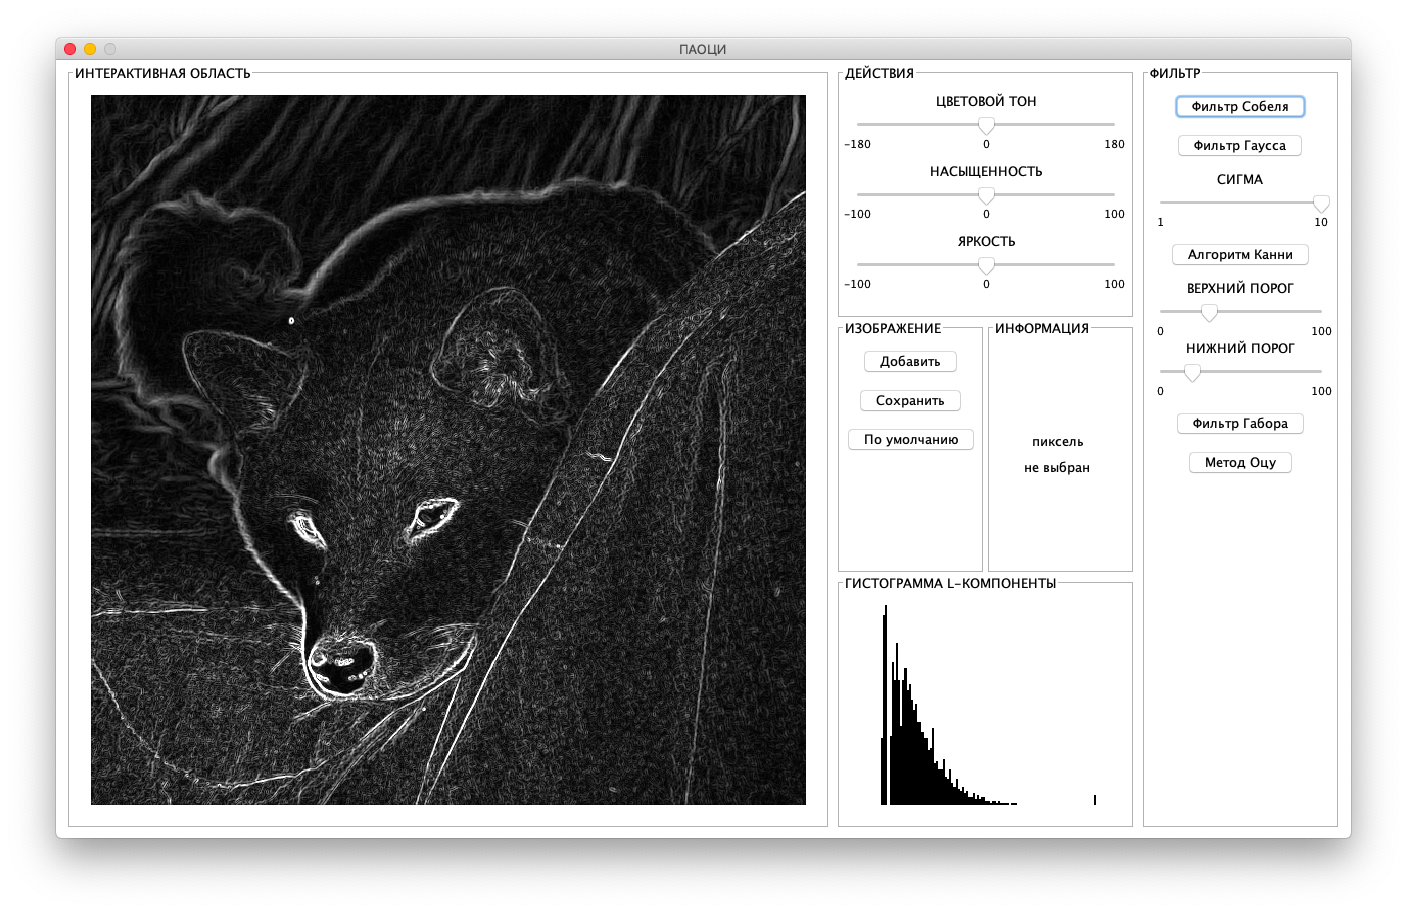 ПАОЦИ
ИНТЕРАКТИВНАЯ ОБЛАСТЬ
ДЕЙСТВИЯ
ЦВЕТОВОЙ ТОН
-180 0 180
НАСЫЩЕННОСТЬ
-100 0 100
ЯРКОСТЬ
-100 0 100
ИЗОБРАЖЕНИЕ
Добавить
Сохранить
По умолчанию
ИНФОРМАЦИЯ
пиксель
не выбран
ГИСТОГРАММА L-КОМПОНЕНТЫ
ФИЛЬТР
Фильтр Собеля
Фильтр Гаусса
СИГМА
1 10
Алгоритм Канни
ВЕРХНИЙ ПОРОГ
0 100
НИЖНИЙ ПОРОГ
0 100
Фильтр Габора
Метод Оцу